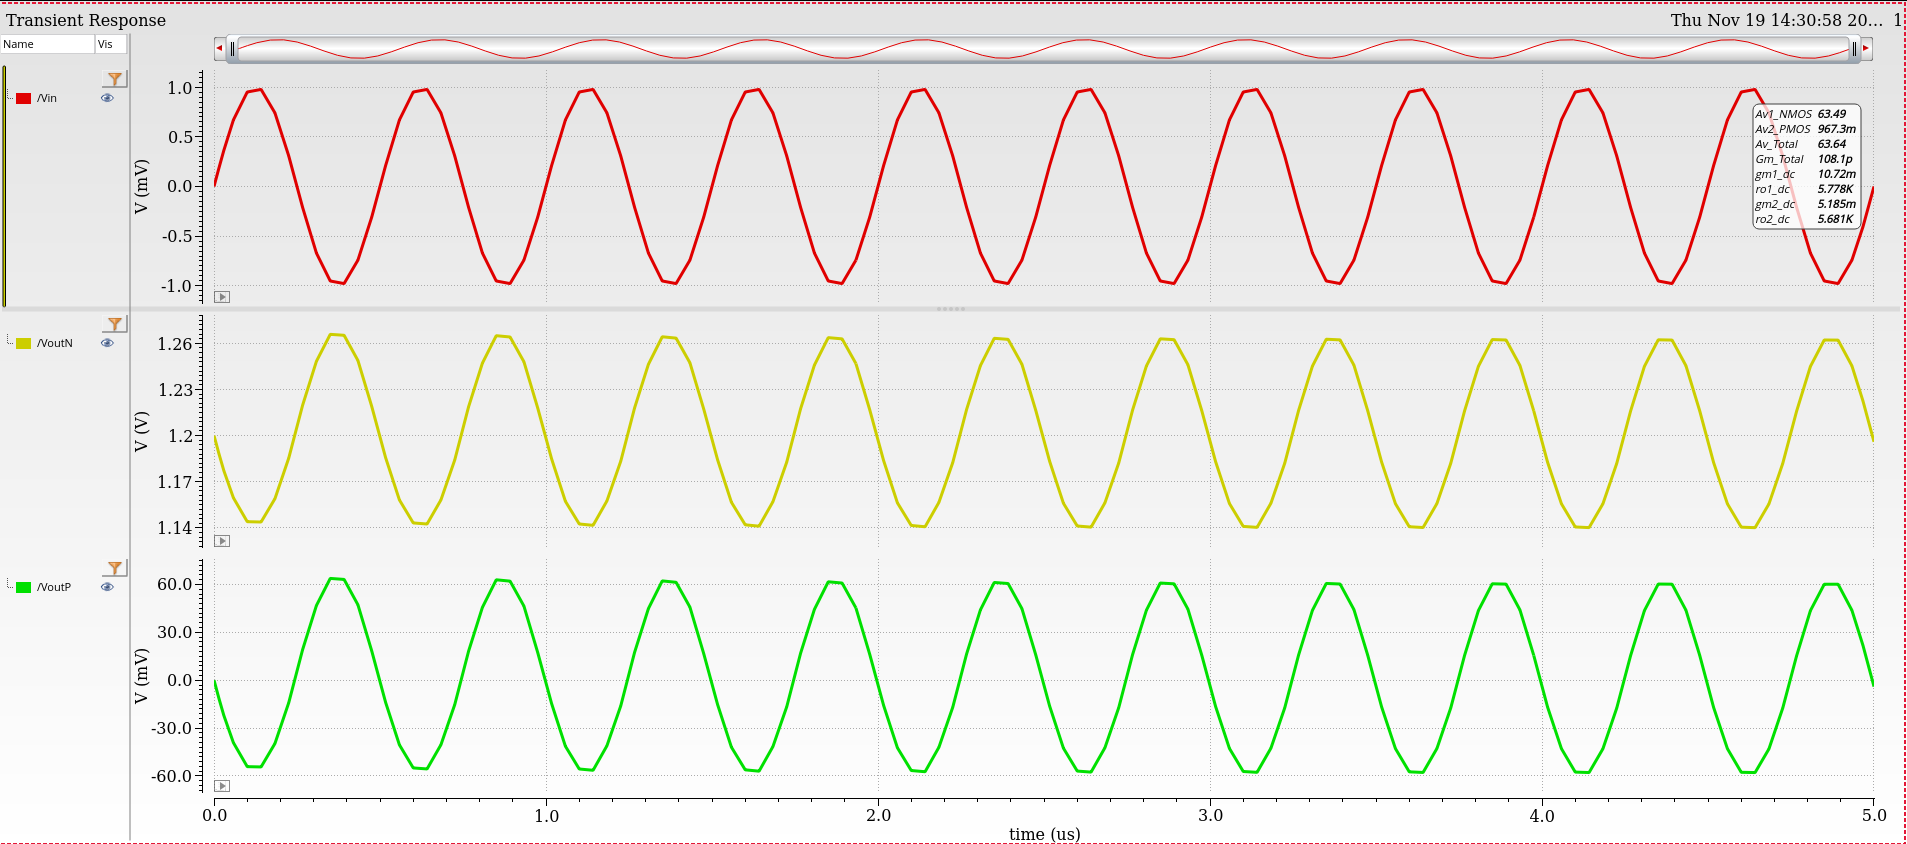 Transient Response
Thu Nov 19 14:30:58 20... 1
Name Vis
/Vin
V (mV)
1.0
0.5
0.0
-0.5
-1.0
Av1_NMOS 63.49
Av2_PMOS 967.3m
Av_Total 63.64
Gm_Total 108.1p
gm1_dc 10.72m
ro1_dc 5.778K
gm2_dc 5.185m
ro2_dc 5.681K
/VoutN
V (V)
1.26
1.23
1.2
1.17
1.14
/VoutP
V (mV)
60.0
30.0
0.0
-30.0
-60.0
0.0 1.0 2.0 3.0 4.0 5.0
time (us)